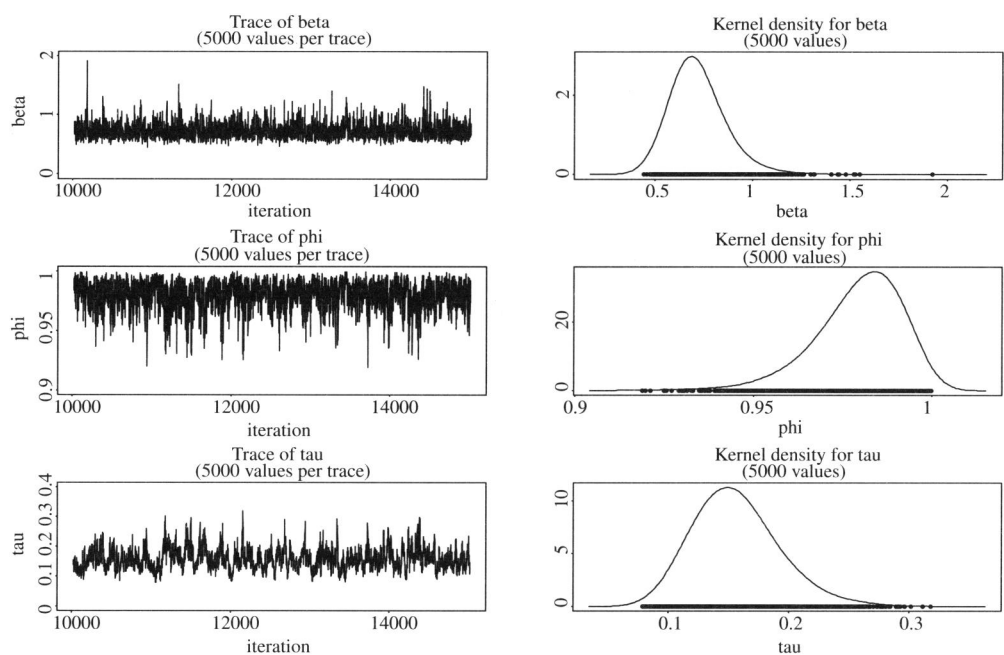 Trace of beta
(5000 values per trace)
2
1
0
beta
10000 12000 14000
iteration
Kernel density for beta
(5000 values)
2
0
0.5 1 1.5 2
beta
Trace of phi
(5000 values per trace)
1
0.95
0.9
phi
10000 12000 14000
iteration
Kernel density for phi
(5000 values)
20
0
0.9 0.95 1
phi
Trace of tau
(5000 values per trace)
0.4
0.3
0.2
0.1
0
tau
10000 12000 14000
iteration
Kernel density for tau
(5000 values)
10
5
0
0.1 0.2 0.3
tau